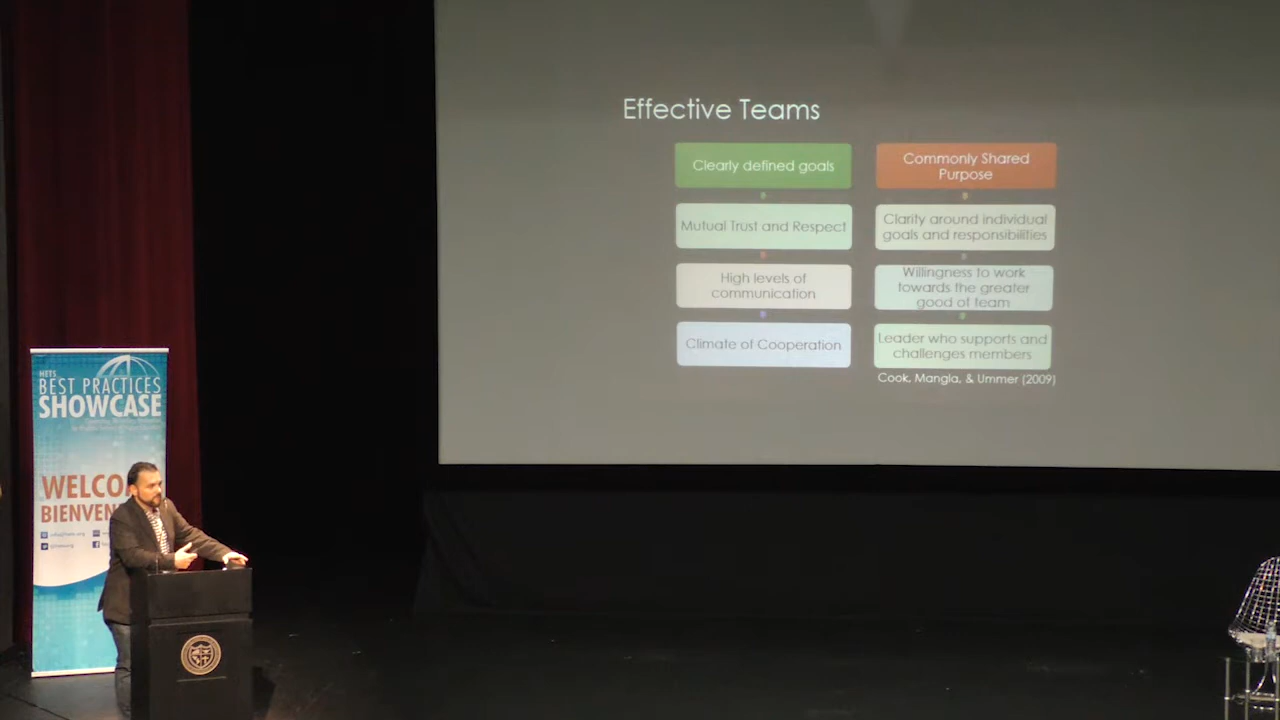 Effective Teams
Clearly defined goals
Mutual Trust and Respect
High levels of
communication
Climate of Cooperation
Commonly Shared
Purpose
Clarity around individual
goals and responsibilities
Willingness to work
towards the greater
good of team
Leader who supports and
challenges members
Cook, Mangla, & Ummer (2009)
HETS
BEST PRACTICES
SHOWCASE
WELCO
BIENVEN